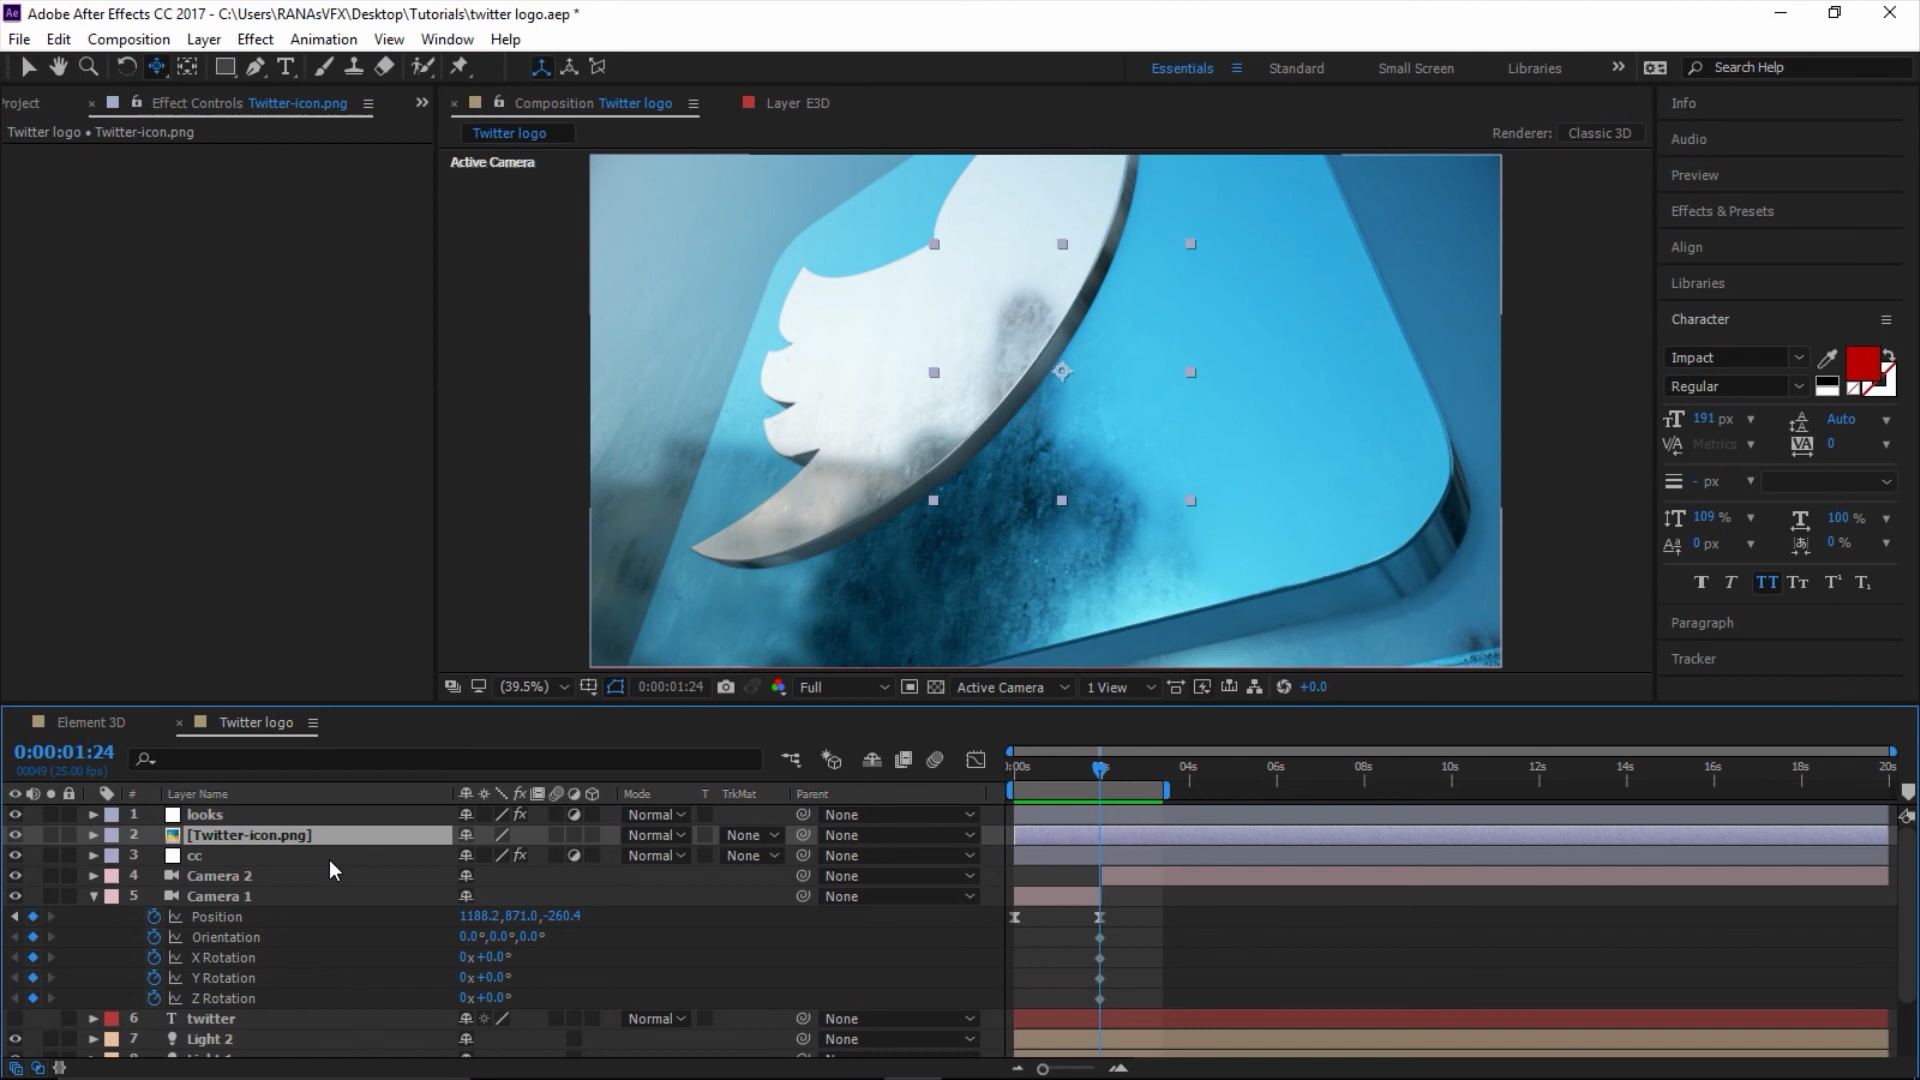 Adobe After Effects CC 2017 - C:\Users\RANAsVFX\Desktop\Tutorials\twitter logo.aep *
File Edit Composition Layer Effect Animation View Window Help
Essentials Standard Small Screen Libraries Search Help
roject Effect Controls Twitter-icon.png Composition Twitter logo Layer E3D
Twitter logo • Twitter-icon.png
Twitter logo Renderer: Classic 3D
Active Camera
Info
Audio
Preview
Effects & Presets
Align
Libraries
Character
Impact
Regular
191 px Auto
Metrics 0
- px
109 % 100 %
0 px 0 %
T T TT Tt T¹ T₁
Paragraph
Tracker
(39.5%) 0:00:01:24 Full Active Camera 1 View +0.0
Element 3D Twitter logo
0:00:01:24
00049 (25.00 fps)
):00s 04s 06s 08s 10s 12s 14s 16s 18s 20s
# Layer Name Mode T TrkMat Parent
1 looks Normal None
2 [Twitter-icon.png] Normal None None
3 cc Normal None None
4 Camera 2 None
5 Camera 1 None
Position 1188.2,871.0,-260.4
Orientation 0.0°,0.0°,0.0°
X Rotation 0x+0.0°
Y Rotation 0x+0.0°
Z Rotation 0x+0.0°
6 T twitter Normal None
7 Light 2 None